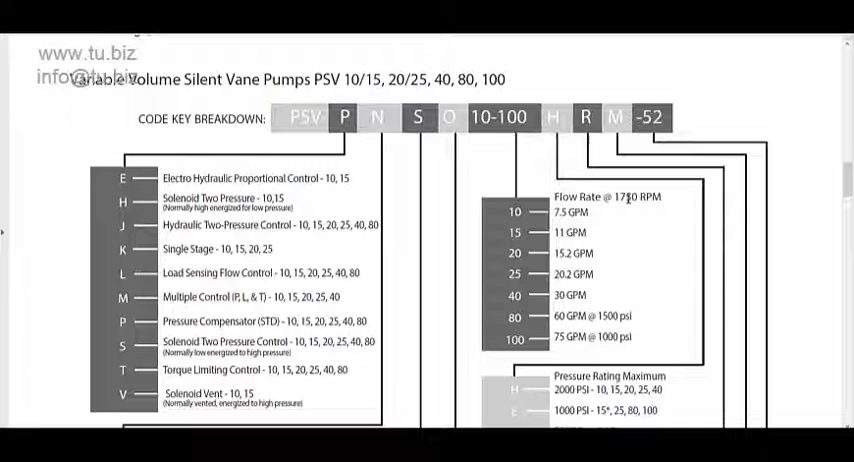 www.tu.biz
info@tu.biz
Variable Volume Silent Vane Pumps PSV 10/15, 20/25, 40, 80, 100
CODE KEY BREAKDOWN: PSV P N S O 10-100 H R M -52
E Electro Hydraulic Proportional Control - 10, 15
H Solenoid Two Pressure - 10,15
(Normally high energized for low pressure)
J Hydraulic Two-Pressure Control - 10, 15, 20, 25, 40, 80
K Single Stage - 10, 15, 20, 25
L Load Sensing Flow Control - 10, 15, 20, 25, 40, 80
M Multiple Control (P, L, & T) - 10, 15, 20, 25, 40
P Pressure Compensator (STD) - 10, 15, 20, 25, 40, 80
S Solenoid Two Pressure Control - 10, 15, 20, 25, 40, 80
(Normally low energized to high pressure)
T Torque Limiting Control - 10, 15, 20, 25, 40, 80
V Solenoid Vent - 10, 15
(Normally vented, energized to high pressure)
Flow Rate @ 1750 RPM
10 7.5 GPM
15 11 GPM
20 15.2 GPM
25 20.2 GPM
40 30 GPM
80 60 GPM @ 1500 psi
100 75 GPM @ 1000 psi
Pressure Rating Maximum
H 2000 PSI - 10, 15, 20, 25, 40
E 1000 PSI - 15*, 25, 80, 100